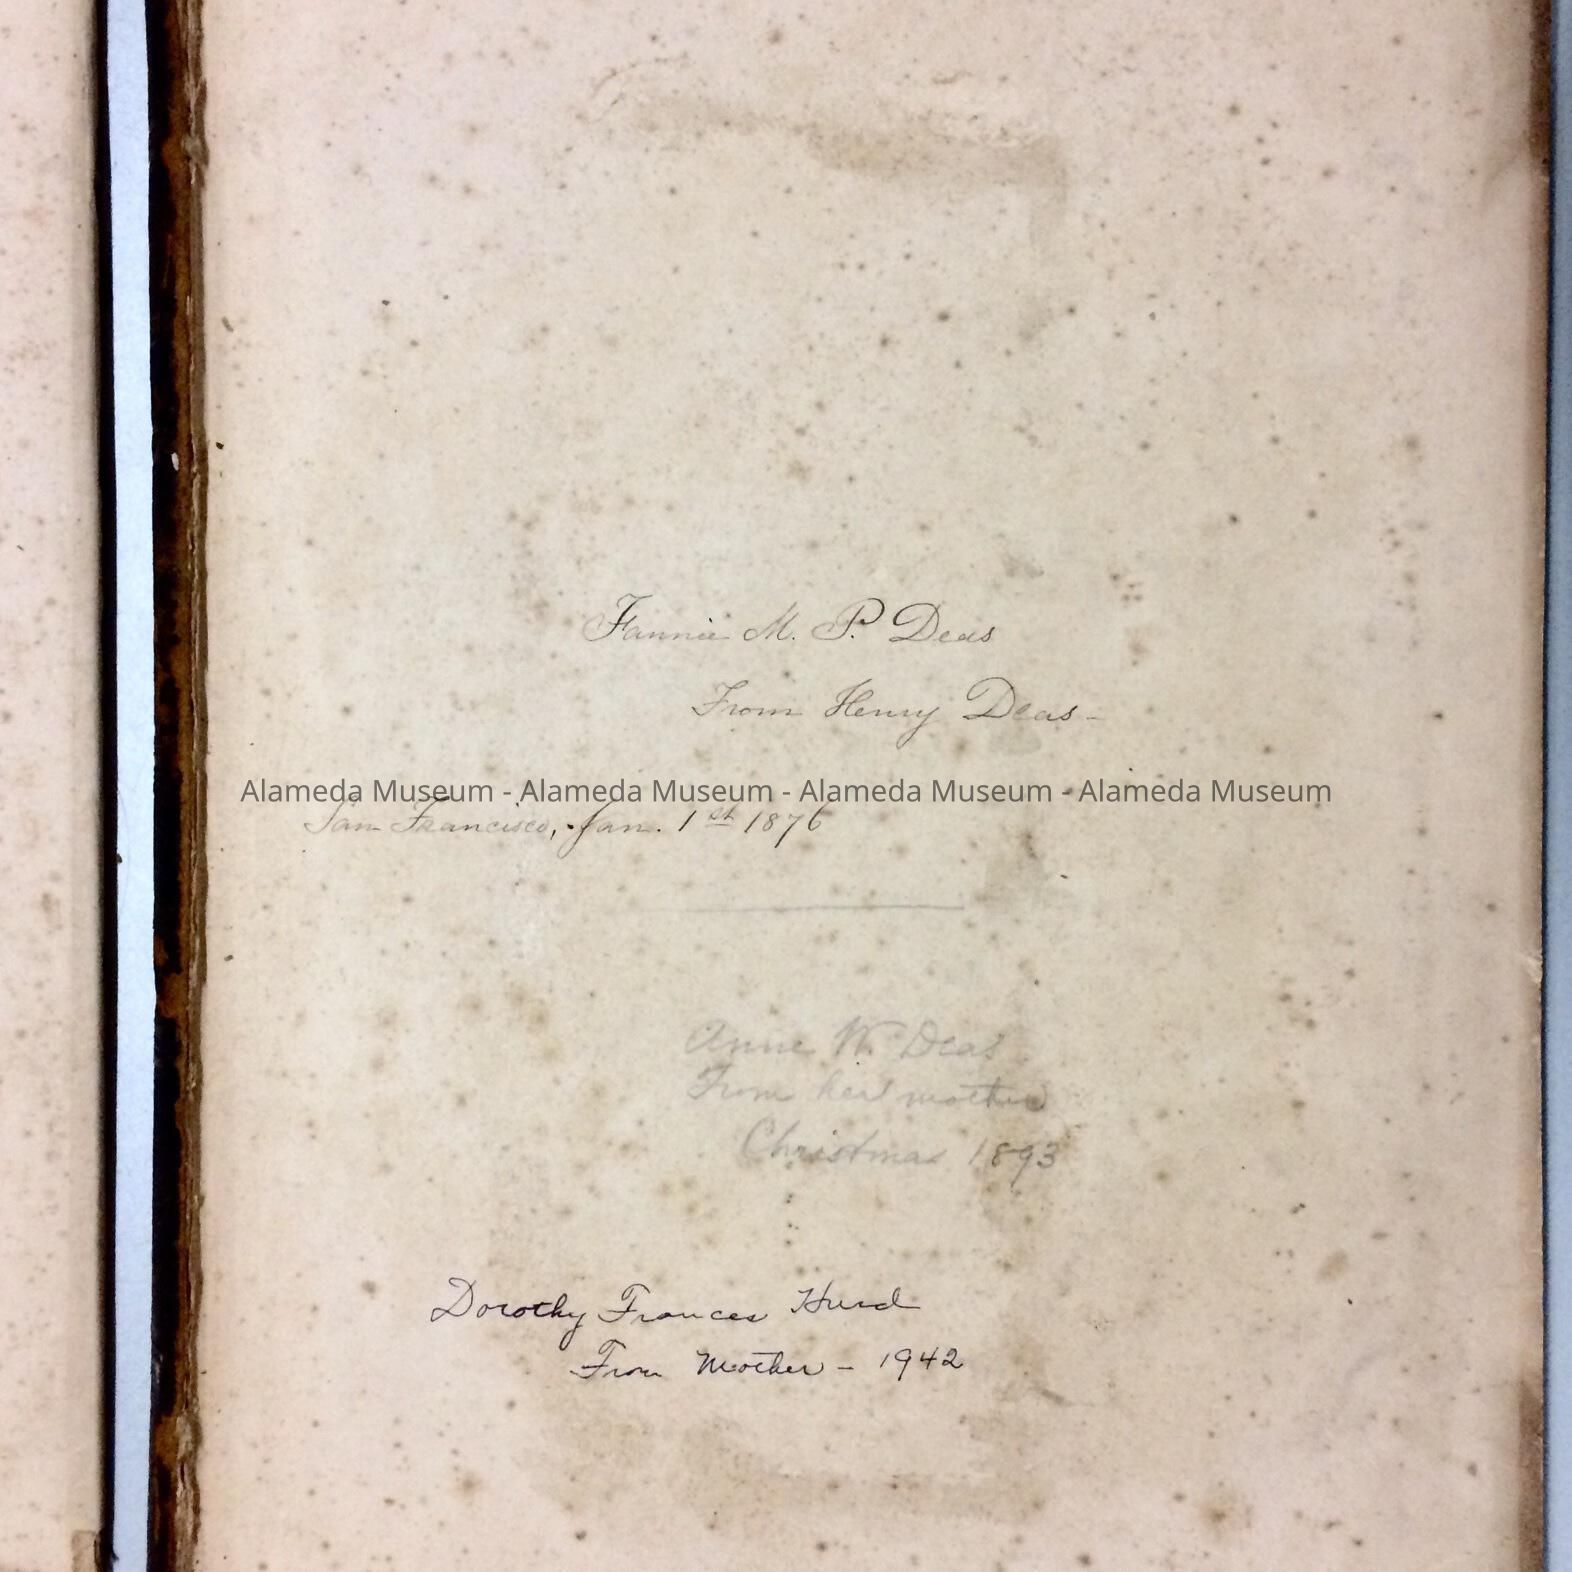 Fannie M. P. Deas
From Henry Deas -
Alameda Museum - Alameda Museum - Alameda Museum - Alameda Museum
San Francisco, Jan. 1st 1876
Anne W. Deas
From her mother
Christmas 1893
Dorothy Frances Hurd
From Mother - 1942